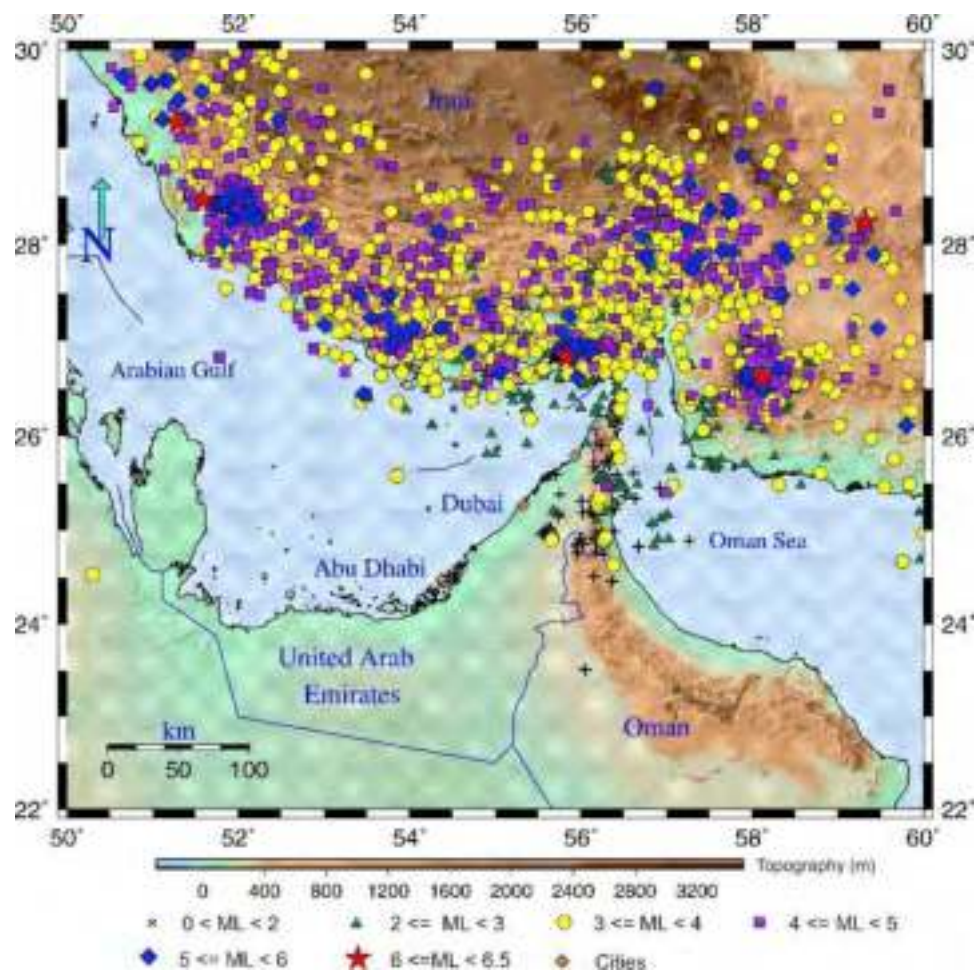 50˚ 52˚ 54˚ 56˚ 58˚ 60˚
30˚ 30˚
Iran
28˚ 28˚
N
Arabian Gulf
26˚ 26˚
Dubai
Oman Sea
Abu Dhabi
24˚ 24˚
United Arab
Emirates
Oman
km
0 50 100
22˚ 22˚
50˚ 52˚ 54˚ 56˚ 58˚ 60˚
Topography (m)
0 400 800 1200 1600 2000 2400 2800 3200
0 < ML < 2 2 <= ML < 3 3 <= ML < 4 4 <= ML < 5
5 <= ML < 6 6 <=ML < 6.5 Cities